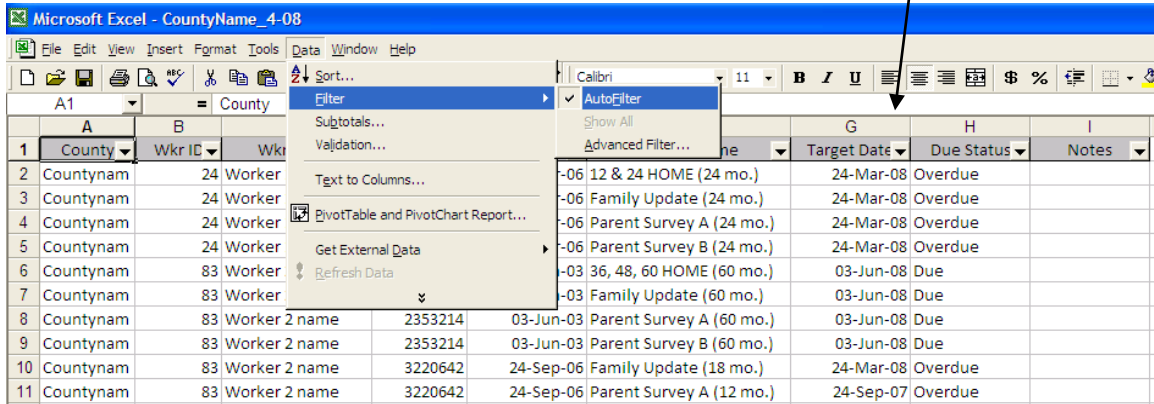 Microsoft Excel - CountyName_4-08
File Edit View Insert Format Tools Data Window Help
ABC Sort... Calibri 11 B I U $ %
A1 = County Filter AutoFilter
Subtotals... Show All
A B G H I
Validation... Advanced Filter...
1 County Wkr ID Wkr me Target Date Due Status Notes
2 Countynam 24 Worker -06 12 & 24 HOME (24 mo.) 24-Mar-08 Overdue
Text to Columns...
3 Countynam 24 Worker -06 Family Update (24 mo.) 24-Mar-08 Overdue
PivotTable and PivotChart Report...
4 Countynam 24 Worker -06 Parent Survey A (24 mo.) 24-Mar-08 Overdue
5 Countynam 24 Worker -06 Parent Survey B (24 mo.) 24-Mar-08 Overdue
Get External Data
6 Countynam 83 Worker -03 36, 48, 60 HOME (60 mo.) 03-Jun-08 Due
Refresh Data
7 Countynam 83 Worker -03 Family Update (60 mo.) 03-Jun-08 Due
8 Countynam 83 Worker 2 name 2353214 03-Jun-03 Parent Survey A (60 mo.) 03-Jun-08 Due
9 Countynam 83 Worker 2 name 2353214 03-Jun-03 Parent Survey B (60 mo.) 03-Jun-08 Due
10 Countynam 83 Worker 2 name 3220642 24-Sep-06 Family Update (18 mo.) 24-Mar-08 Overdue
11 Countynam 83 Worker 2 name 3220642 24-Sep-06 Parent Survey A (12 mo.) 24-Sep-07 Overdue